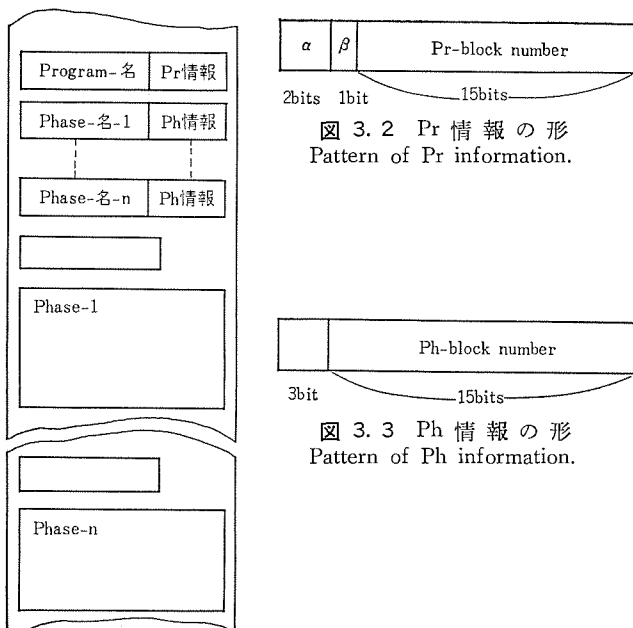 Program-名 Pr情報
Phase-名-1 Ph情報
Phase-名-n Ph情報
Phase-1
Phase-n
α β Pr-block number
2bits 1bit 15bits
図 3.2 Pr 情報の形
Pattern of Pr information.
Ph-block number
3bit 15bits
図 3.3 Ph 情報の形
Pattern of Ph information.